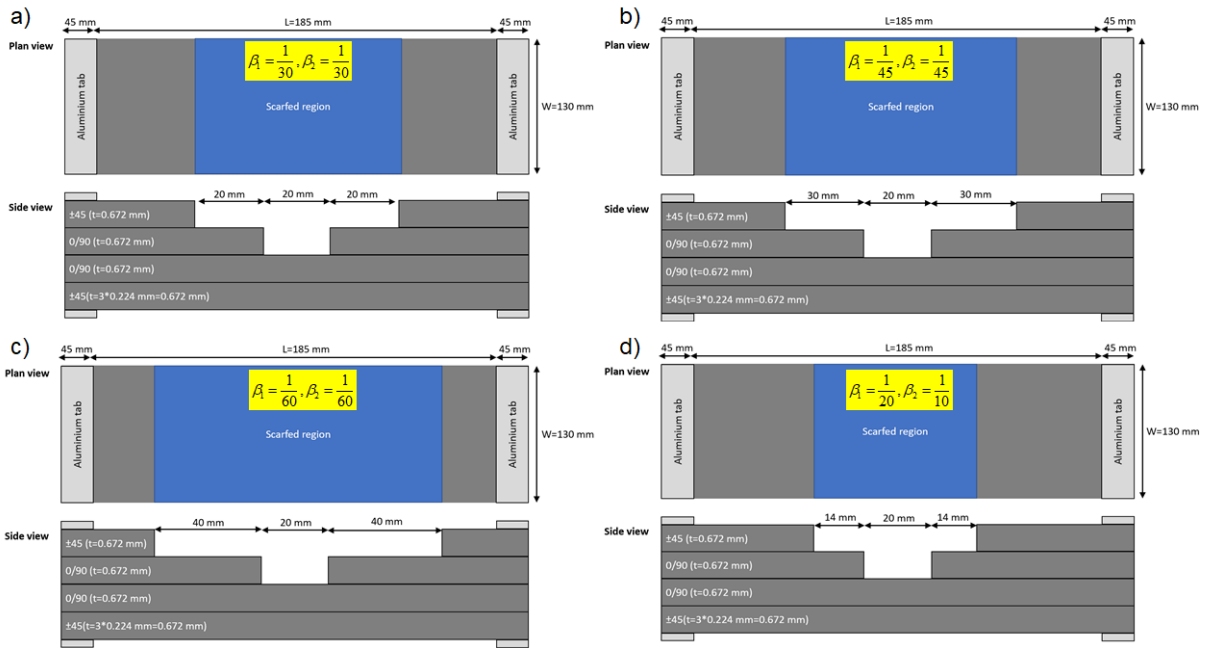 a)
45 mm L=185 mm 45 mm
Plan view
Aluminium tab
β₁ = 1/30, β₂ = 1/30
Scarfed region
Aluminium tab
W=130 mm
20 mm 20 mm 20 mm
Side view
±45 (t=0.672 mm)
0/90 (t=0.672 mm)
0/90 (t=0.672 mm)
±45(t=3*0.224 mm=0.672 mm)
b)
45 mm L=185 mm 45 mm
Plan view
Aluminium tab
β₁ = 1/45, β₂ = 1/45
Scarfed region
Aluminium tab
W=130 mm
30 mm 20 mm 30 mm
Side view
±45 (t=0.672 mm)
0/90 (t=0.672 mm)
0/90 (t=0.672 mm)
±45(t=3*0.224 mm=0.672 mm)
c)
45 mm L=185 mm 45 mm
Plan view
Aluminium tab
β₁ = 1/60, β₂ = 1/60
Scarfed region
Aluminium tab
W=130 mm
40 mm 20 mm 40 mm
Side view
±45 (t=0.672 mm)
0/90 (t=0.672 mm)
0/90 (t=0.672 mm)
±45(t=3*0.224 mm=0.672 mm)
d)
45 mm L=185 mm 45 mm
Plan view
Aluminium tab
β₁ = 1/20, β₂ = 1/10
Scarfed region
Aluminium tab
W=130 mm
14 mm 20 mm 14 mm
Side view
±45 (t=0.672 mm)
0/90 (t=0.672 mm)
0/90 (t=0.672 mm)
±45(t=3*0.224 mm=0.672 mm)